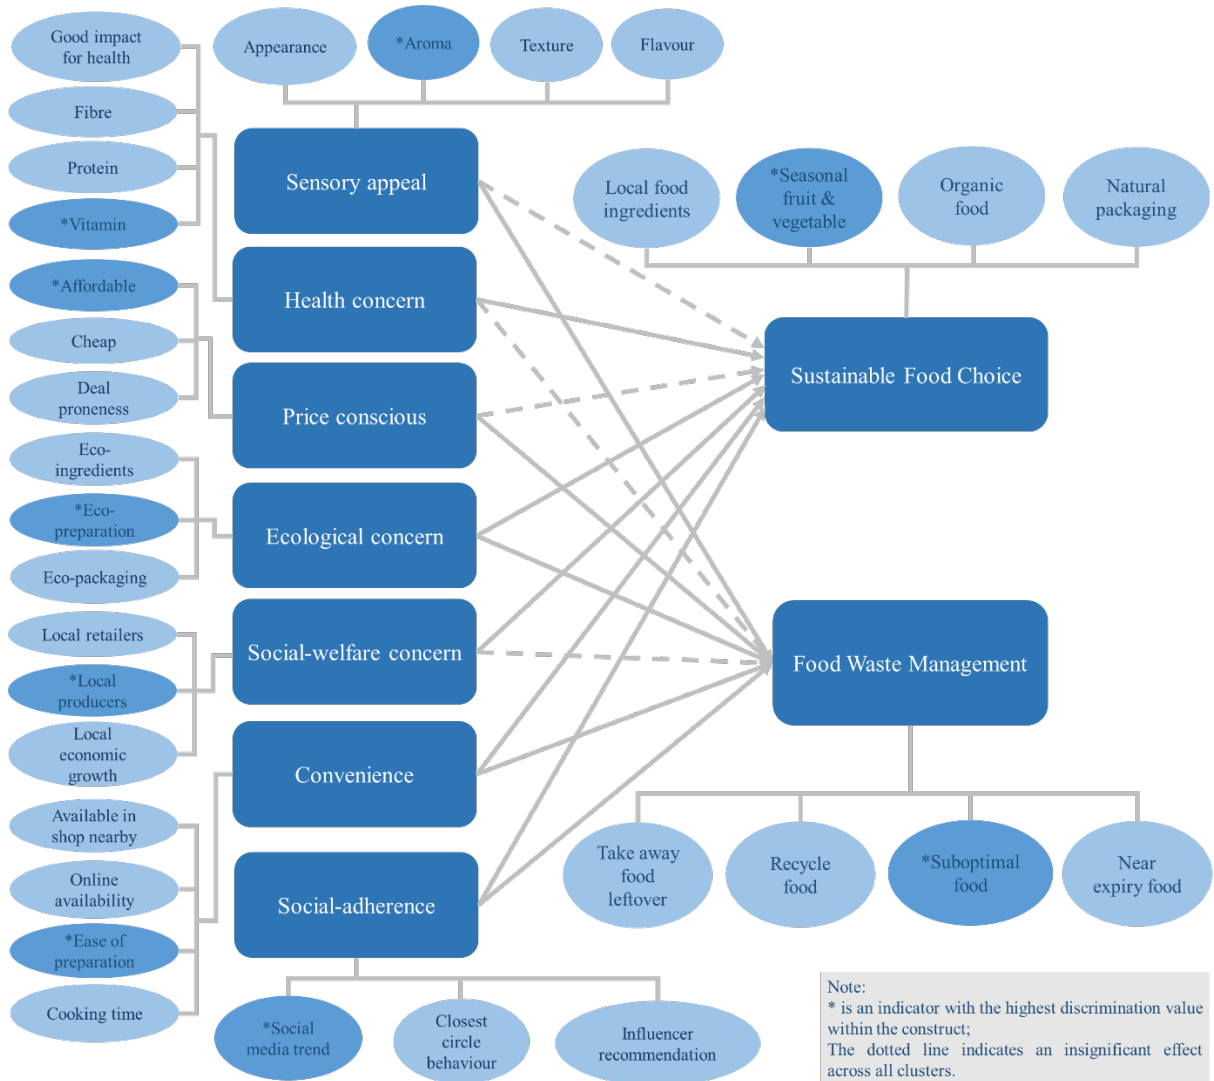 Good impact
for health
Fibre
Protein
*Vitamin
*Affordable
Cheap
Deal
proneness
Eco-
ingredients
*Eco-
preparation
Eco-packaging
Local retailers
*Local
producers
Local
economic
growth
Available in
shop nearby
Online
availability
*Ease of
preparation
Cooking time
Appearance
*Aroma
Texture
Flavour
Sensory appeal
Health concern
Price conscious
Ecological concern
Social-welfare concern
Convenience
Social-adherence
*Social
media trend
Closest
circle
behaviour
Influencer
recommendation
Local food
ingredients
*Seasonal
fruit &
vegetable
Organic
food
Natural
packaging
Sustainable Food Choice
Food Waste Management
Take away
food
leftover
Recycle
food
*Suboptimal
food
Near
expiry food
Note:
* is an indicator with the highest discrimination value
within the construct;
The dotted line indicates an insignificant effect
across all clusters.